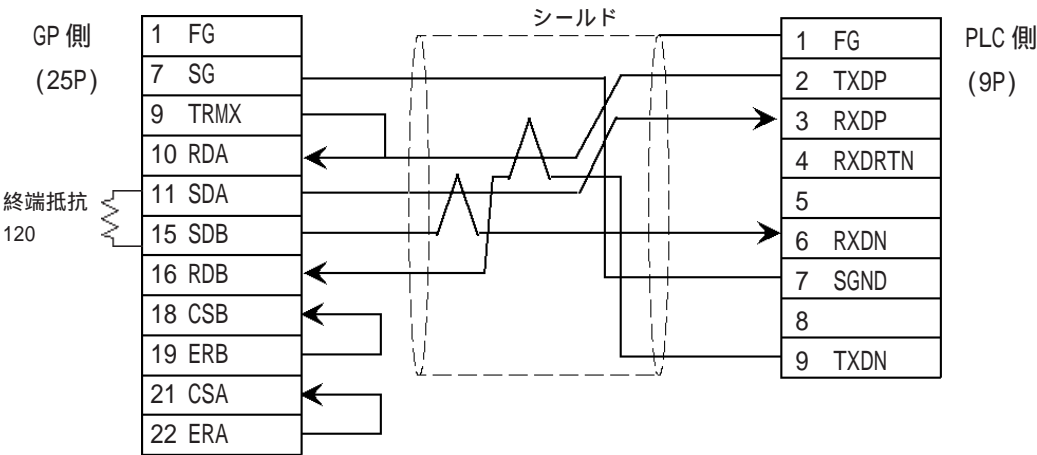 シールド
GP 側
(25P)
1 FG
7 SG
9 TRMX
10 RDA
11 SDA
15 SDB
16 RDB
18 CSB
19 ERB
21 CSA
22 ERA
終端抵抗
120
PLC 側
(9P)
1 FG
2 TXDP
3 RXDP
4 RXDRTN
5
6 RXDN
7 SGND
8
9 TXDN